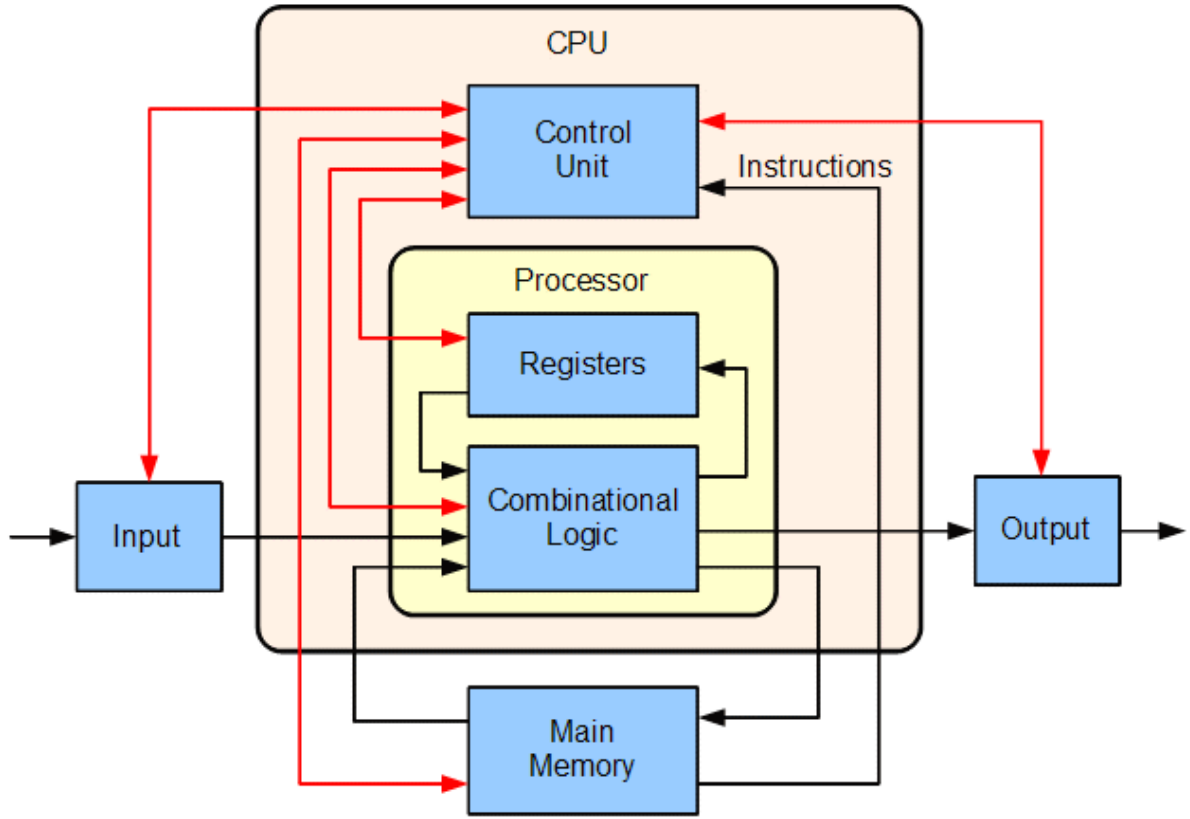 CPU
Control
Unit
Instructions
Processor
Registers
Combinational
Logic
Input
Output
Main
Memory